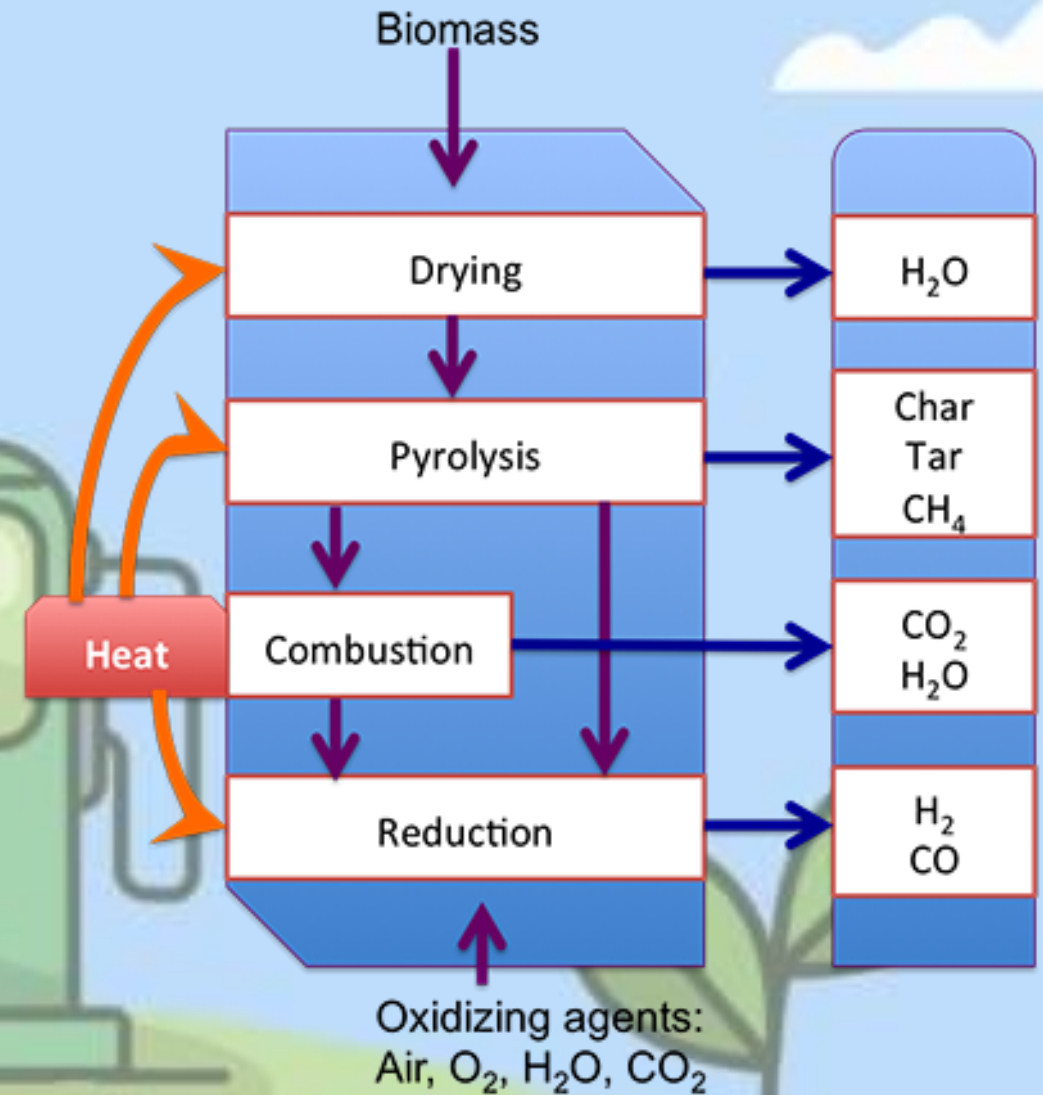 Biomass
Drying
H₂O
Pyrolysis
Char
Tar
CH₄
Heat
Combustion
CO₂
H₂O
Reduction
H₂
CO
Oxidizing agents:
Air, O₂, H₂O, CO₂